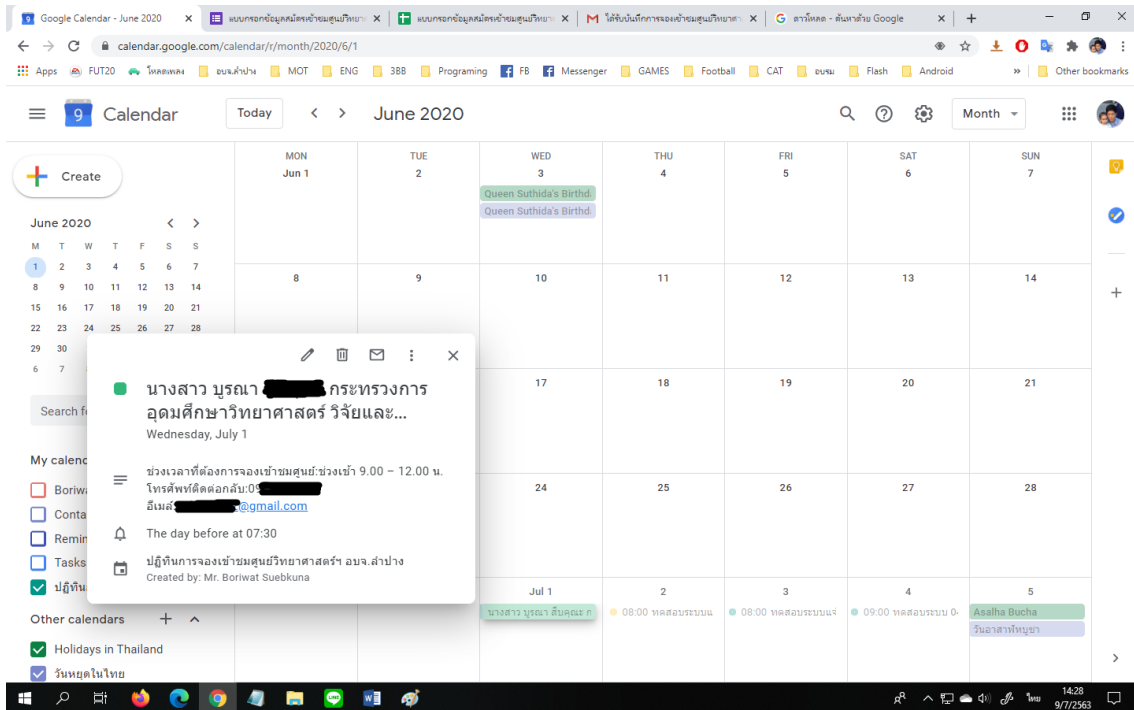 Google Calendar - June 2020
แบบกรอกข้อมูลสมัครเข้าชมศูนย์วิทยา
แบบกรอกข้อมูลสมัครเข้าชมศูนย์วิทยา
ได้รับบันทึกการจองเข้าชมศูนย์วิทยาศา
ดาวโหลด - ค้นหาด้วย Google
calendar.google.com/calendar/r/month/2020/6/1
Apps FUT20 โหลดเพลง อบจ.ลำปาง MOT ENG 3BB Programing FB Messenger GAMES Football CAT อบรม Flash Android » Other bookmarks
9 Calendar Today < > June 2020 Month
Create
June 2020 < >
M T W T F S S
1 2 3 4 5 6 7
8 9 10 11 12 13 14
15 16 17 18 19 20 21
22 23 24 25 26 27 28
29 30
6 7
Search f
My calend
Boriwa
Conta
Remin
Tasks
ปฏิทิน
Other calendars
Holidays in Thailand
วันหยุดในไทย
MON TUE WED THU FRI SAT SUN
Jun 1 2 3 4 5 6 7
Queen Suthida's Birthda
Queen Suthida's Birthd
8 9 10 11 12 13 14
17 18 19 20 21
24 25 26 27 28
Jul 1 2 3 4 5
นางสาว บูรณา สืบคุณะ ก
08:00 ทดสอบระบบแ
08:00 ทดสอบระบบแจ้
09:00 ทดสอบระบบ 0-
Asalha Bucha
วันอาสาฬหบูชา
นางสาว บูรณา กระทรวงการ
อุดมศึกษาวิทยาศาสตร์ วิจัยและ...
Wednesday, July 1
ช่วงเวลาที่ต้องการจองเข้าชมศูนย์:ช่วงเช้า 9.00 – 12.00 น.
โทรศัพท์ติดต่อกลับ:09
อีเมล์: @gmail.com
The day before at 07:30
ปฏิทินการจองเข้าชมศูนย์วิทยาศาสตร์ฯ อบจ.ลำปาง
Created by: Mr. Boriwat Suebkuna
LINE
ไทย
14:28
9/7/2563